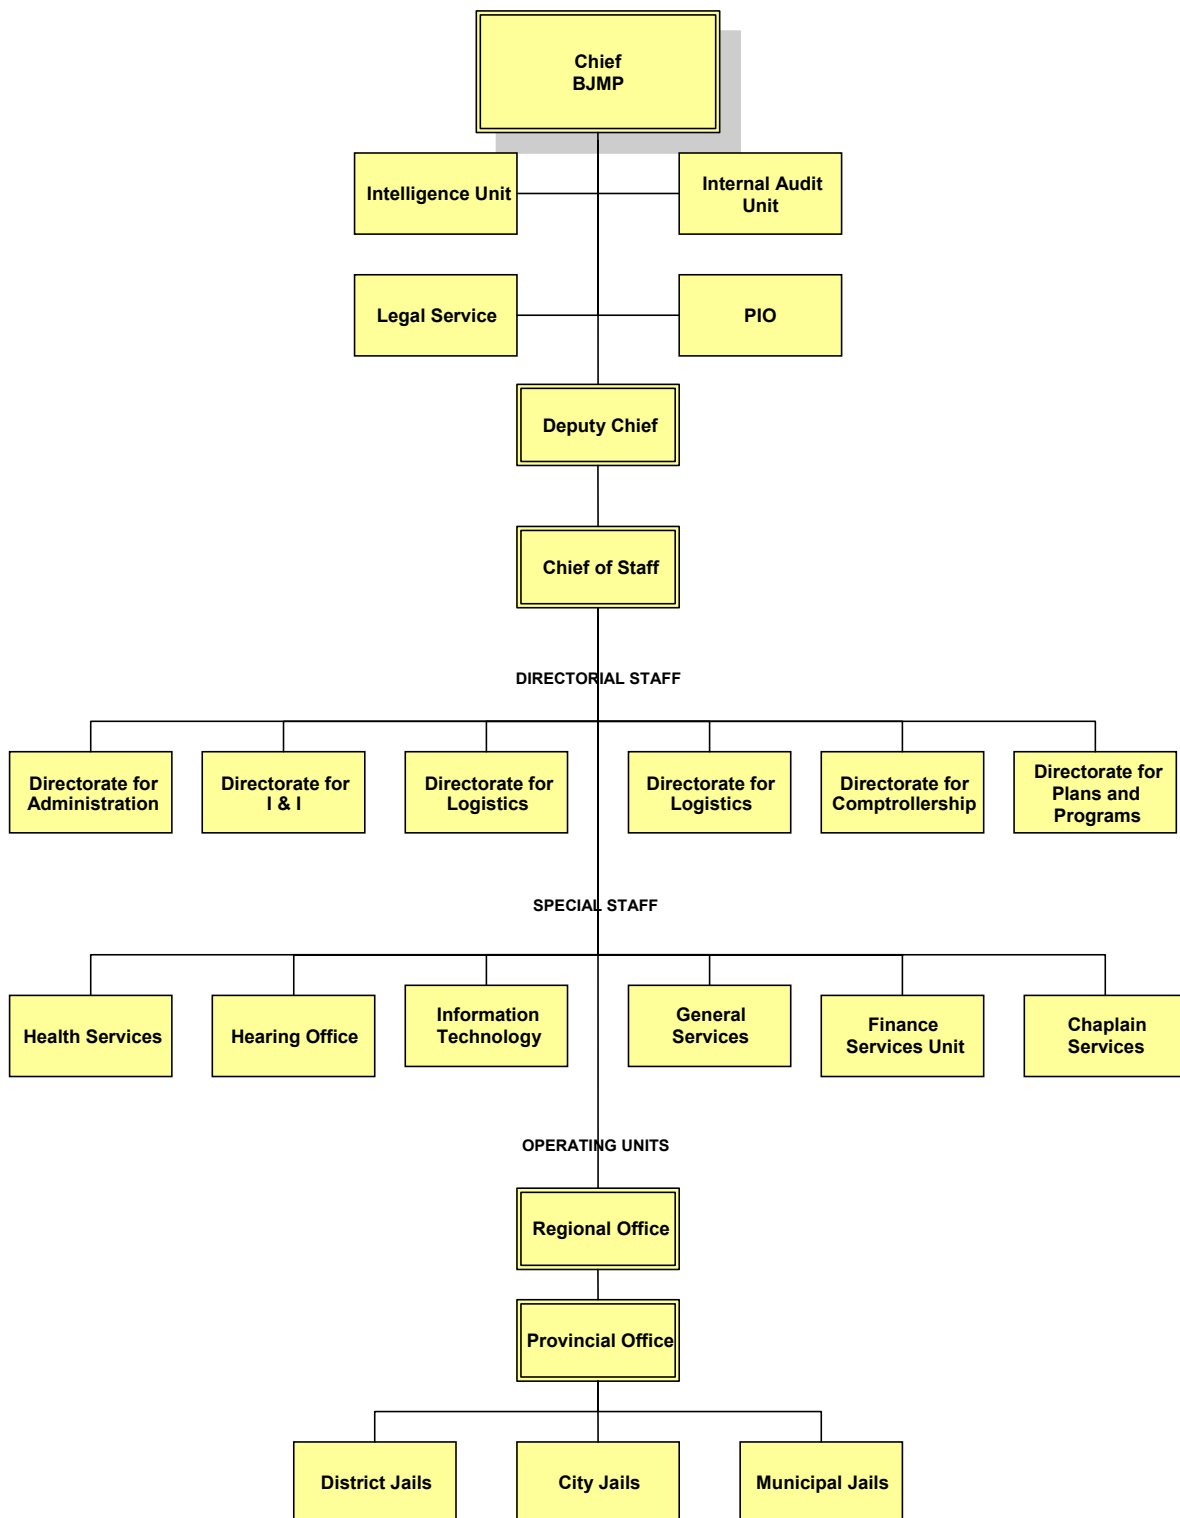 Chief
BJMP
Intelligence Unit
Internal Audit
Unit
Legal Service
PIO
Deputy Chief
Chief of Staff
DIRECTORIAL STAFF
Directorate for
Administration
Directorate for
I & I
Directorate for
Logistics
Directorate for
Logistics
Directorate for
Comptrollership
Directorate for
Plans and
Programs
SPECIAL STAFF
Health Services
Hearing Office
Information
Technology
General
Services
Finance
Services Unit
Chaplain
Services
OPERATING UNITS
Regional Office
Provincial Office
District Jails
City Jails
Municipal Jails